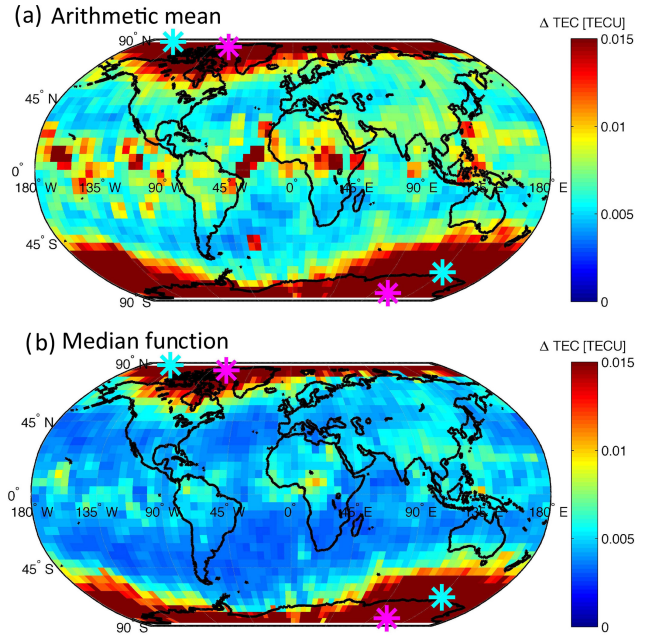 (a) Arithmetic mean
Δ TEC [TECU]
90° N
0.015
45° N
0.01
0°
180° W 135° W 90° W 45° W 0° 45° E 90° E 135° E 180° E
0.005
45° S
90° S
0
(b) Median function
Δ TEC [TECU]
90° N
0.015
45° N
0.01
0°
180° W 135° W 90° W 45° W 0° 45° E 90° E 135° E 180° E
0.005
45° S
90° S
0